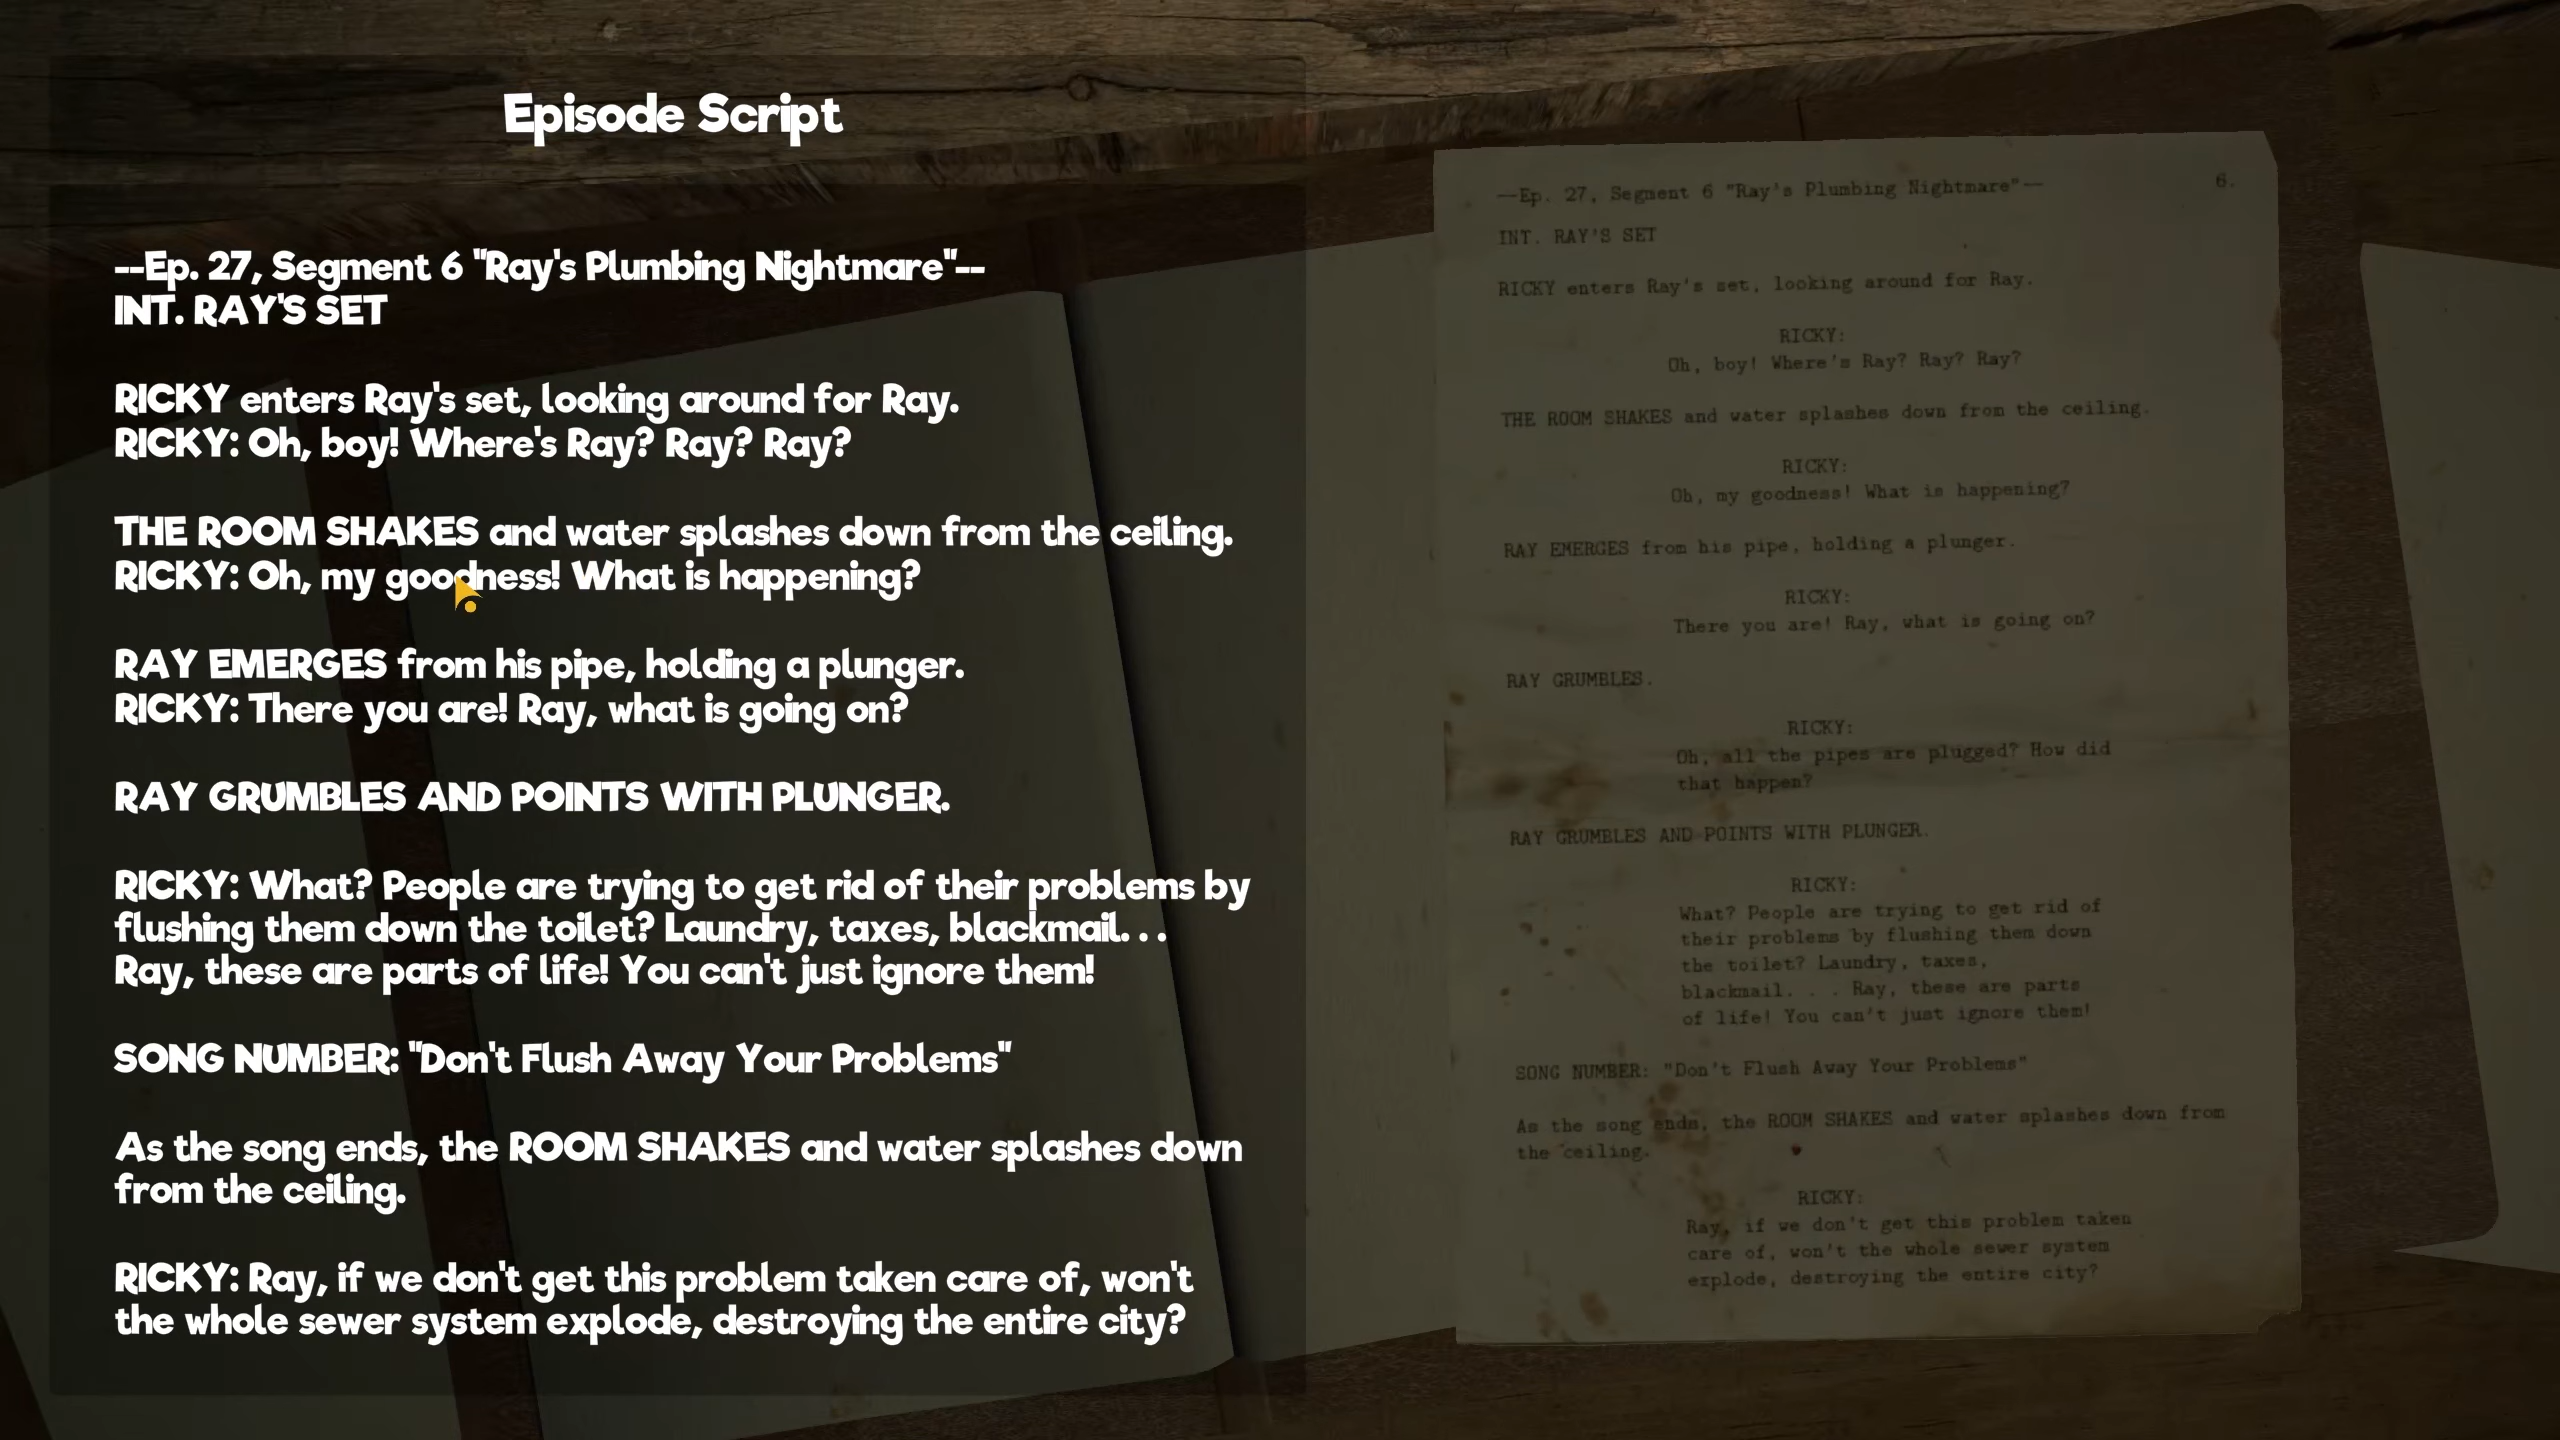 Episode Script
--Ep. 27, Segment 6 "Ray's Plumbing Nightmare"--
INT. RAY'S SET
RICKY enters Ray's set, looking around for Ray.
RICKY: Oh, boy! Where's Ray? Ray? Ray?
THE ROOM SHAKES and water splashes down from the ceiling.
RICKY: Oh, my goodness! What is happening?
RAY EMERGES from his pipe, holding a plunger.
RICKY: There you are! Ray, what is going on?
RAY GRUMBLES AND POINTS WITH PLUNGER.
RICKY: What? People are trying to get rid of their problems by
flushing them down the toilet? Laundry, taxes, blackmail. . .
Ray, these are parts of life! You can't just ignore them!
SONG NUMBER: "Don't Flush Away Your Problems"
As the song ends, the ROOM SHAKES and water splashes down
from the ceiling.
RICKY: Ray, if we don't get this problem taken care of, won't
the whole sewer system explode, destroying the entire city?
--Ep. 27, Segment 6 "Ray's Plumbing Nightmare"-- 6.
INT. RAY'S SET
RICKY enters Ray's set, looking around for Ray.
RICKY:
Oh, boy! Where's Ray? Ray? Ray?
THE ROOM SHAKES and water splashes down from the ceiling.
RICKY:
Oh, my goodness! What is happening?
RAY EMERGES from his pipe, holding a plunger.
RICKY:
There you are! Ray, what is going on?
RAY GRUMBLES.
RICKY:
Oh, all the pipes are plugged? How did
that happen?
RAY GRUMBLES AND POINTS WITH PLUNGER.
RICKY:
What? People are trying to get rid of
their problems by flushing them down
the toilet? Laundry, taxes,
blackmail. . . Ray, these are parts
of life! You can't just ignore them!
SONG NUMBER: "Don't Flush Away Your Problems"
As the song ends, the ROOM SHAKES and water splashes down from
the ceiling.
RICKY:
Ray, if we don't get this problem taken
care of, won't the whole sewer system
explode, destroying the entire city?